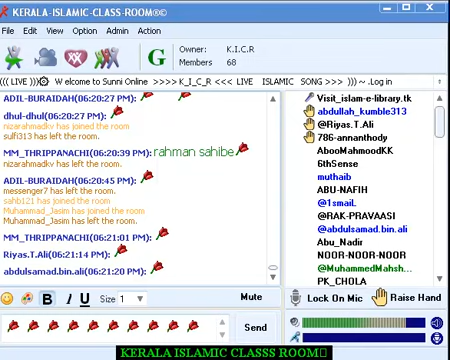 KERALA-ISLAMIC-CLASS-ROOM®©
File Edit View Option Admin Action
G
Owner: K.I.C.R
Members 68
((( LIVE ))) W elcome to Sunni Online >>>> K_I_C_R <<< LIVE ISLAMIC SONG >>> ))) ~ .Log in
ADIL-BURAIDAH(06:20:27 PM):
dhul-dhul(06:20:27 PM):
nizarahmadkv has joined the room
sulfi313 has left the room.
MM_THRIPPANACHI(06:20:39 PM): rahman sahibe
nizarahmadkv has left the room.
ADIL-BURAIDAH(06:20:45 PM):
messenger7 has left the room.
sahb121 has joined the room
Muhammad_Jasim has joined the room
Muhammad_Jasim has left the room.
MM_THRIPPANACHI(06:21:01 PM):
Riyas.T.Ali(06:21:14 PM):
abdulsamad.bin.ali(06:21:20 PM):
Visit_islam-e-library.tk
abdullah_kumble313
@Riyas.T.Ali
786-annanthody
AbooMahmoodKK
6thSense
muthaib
ABU-NAFIH
@1smaiL
@RAK-PRAVAASI
@abdulsamad.bin.ali
Abu_Nadir
NOOR-NOOR-NOOR
@MuhammedMahsh...
PK_CHOLA
B I U Size 1 Mute
Lock On Mic Raise Hand
Send
KERALA ISLAMIC CLASSS ROOM